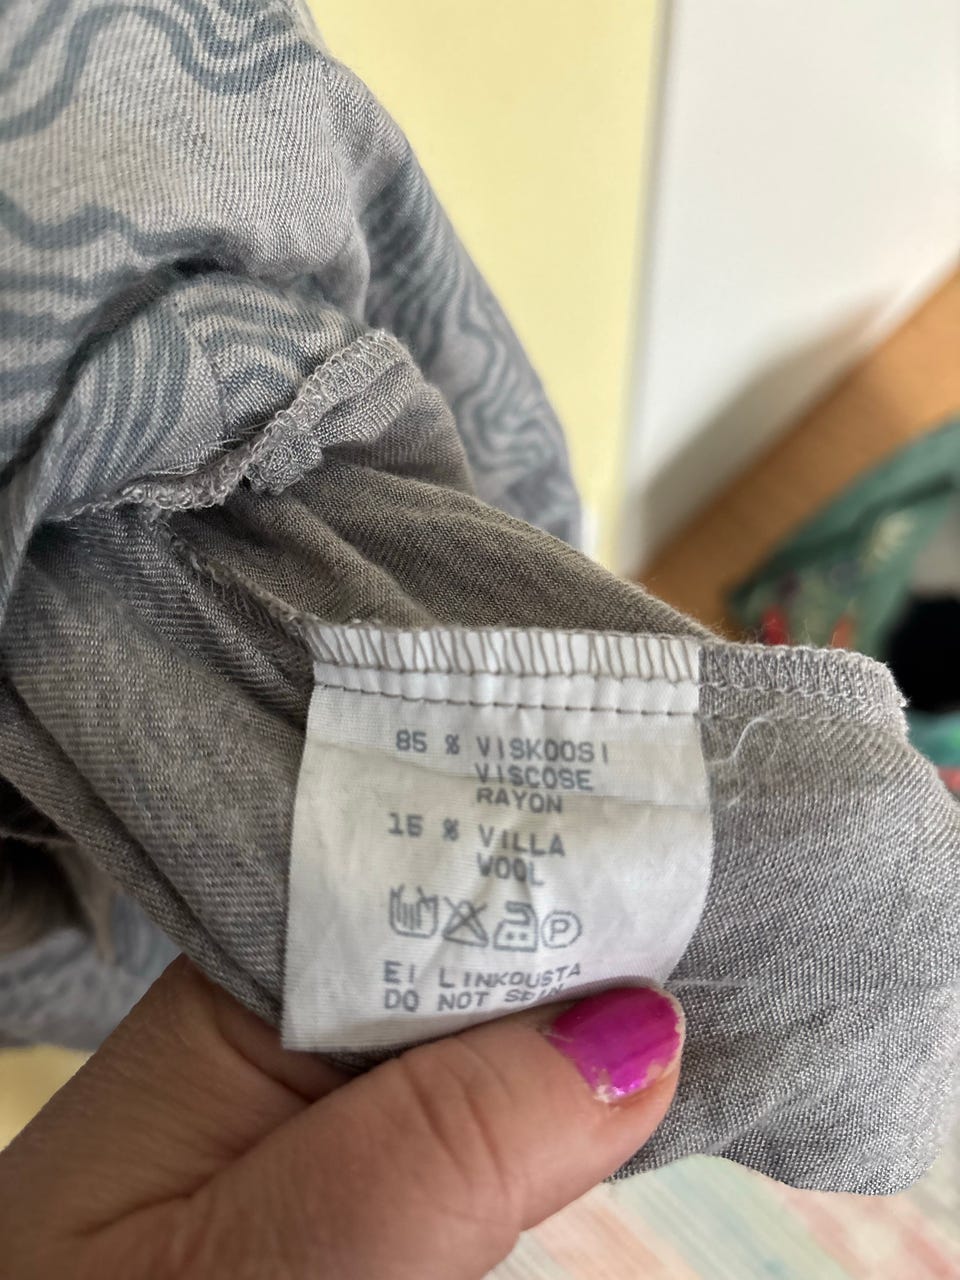 85 % VISKOOSI
VISCOSE
RAYON
15 % VILLA
WOOL
P
EI LINKOUSTA
DO NOT SPIN